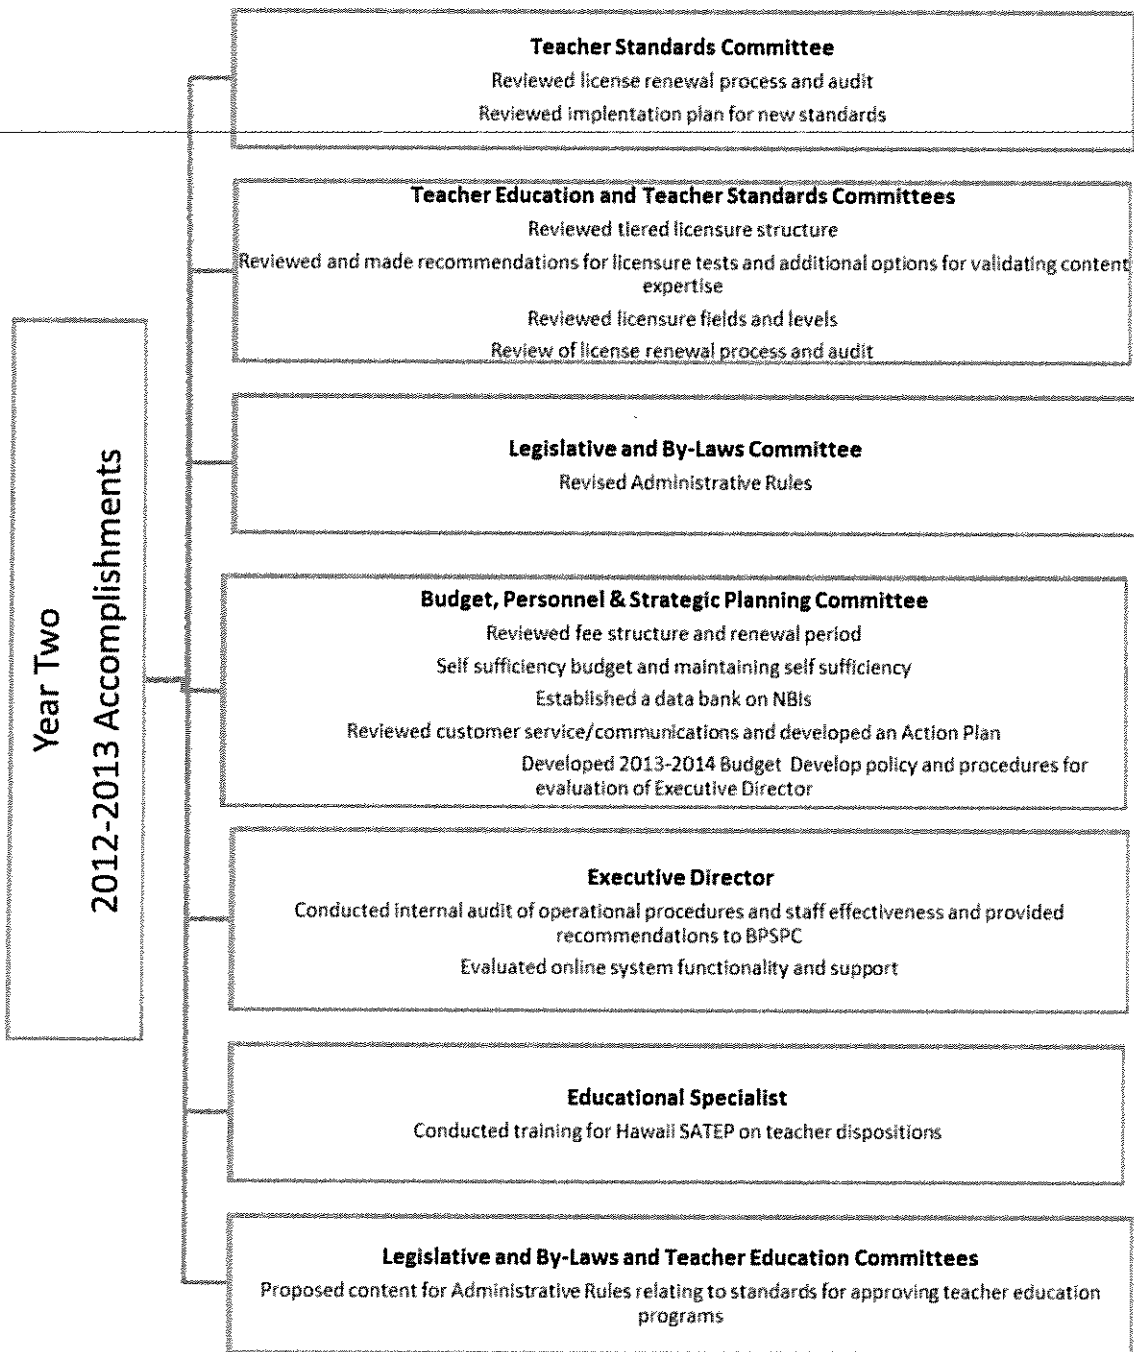 Year Two
2012-2013 Accomplishments
Teacher Standards Committee
Reviewed license renewal process and audit
Reviewed implentation plan for new standards
Teacher Education and Teacher Standards Committees
Reviewed tiered licensure structure
Reviewed and made recommendations for licensure tests and additional options for validating content
expertise
Reviewed licensure fields and levels
Review of license renewal process and audit
Legislative and By-Laws Committee
Revised Administrative Rules
Budget, Personnel & Strategic Planning Committee
Reviewed fee structure and renewal period
Self sufficiency budget and maintaining self sufficiency
Established a data bank on NBIs
Reviewed customer service/communications and developed an Action Plan
Developed 2013-2014 Budget Develop policy and procedures for
evaluation of Executive Director
Executive Director
Conducted internal audit of operational procedures and staff effectiveness and provided
recommendations to BPSPC
Evaluated online system functionality and support
Educational Specialist
Conducted training for Hawaii SATEP on teacher dispositions
Legislative and By-Laws and Teacher Education Committees
Proposed content for Administrative Rules relating to standards for approving teacher education
programs